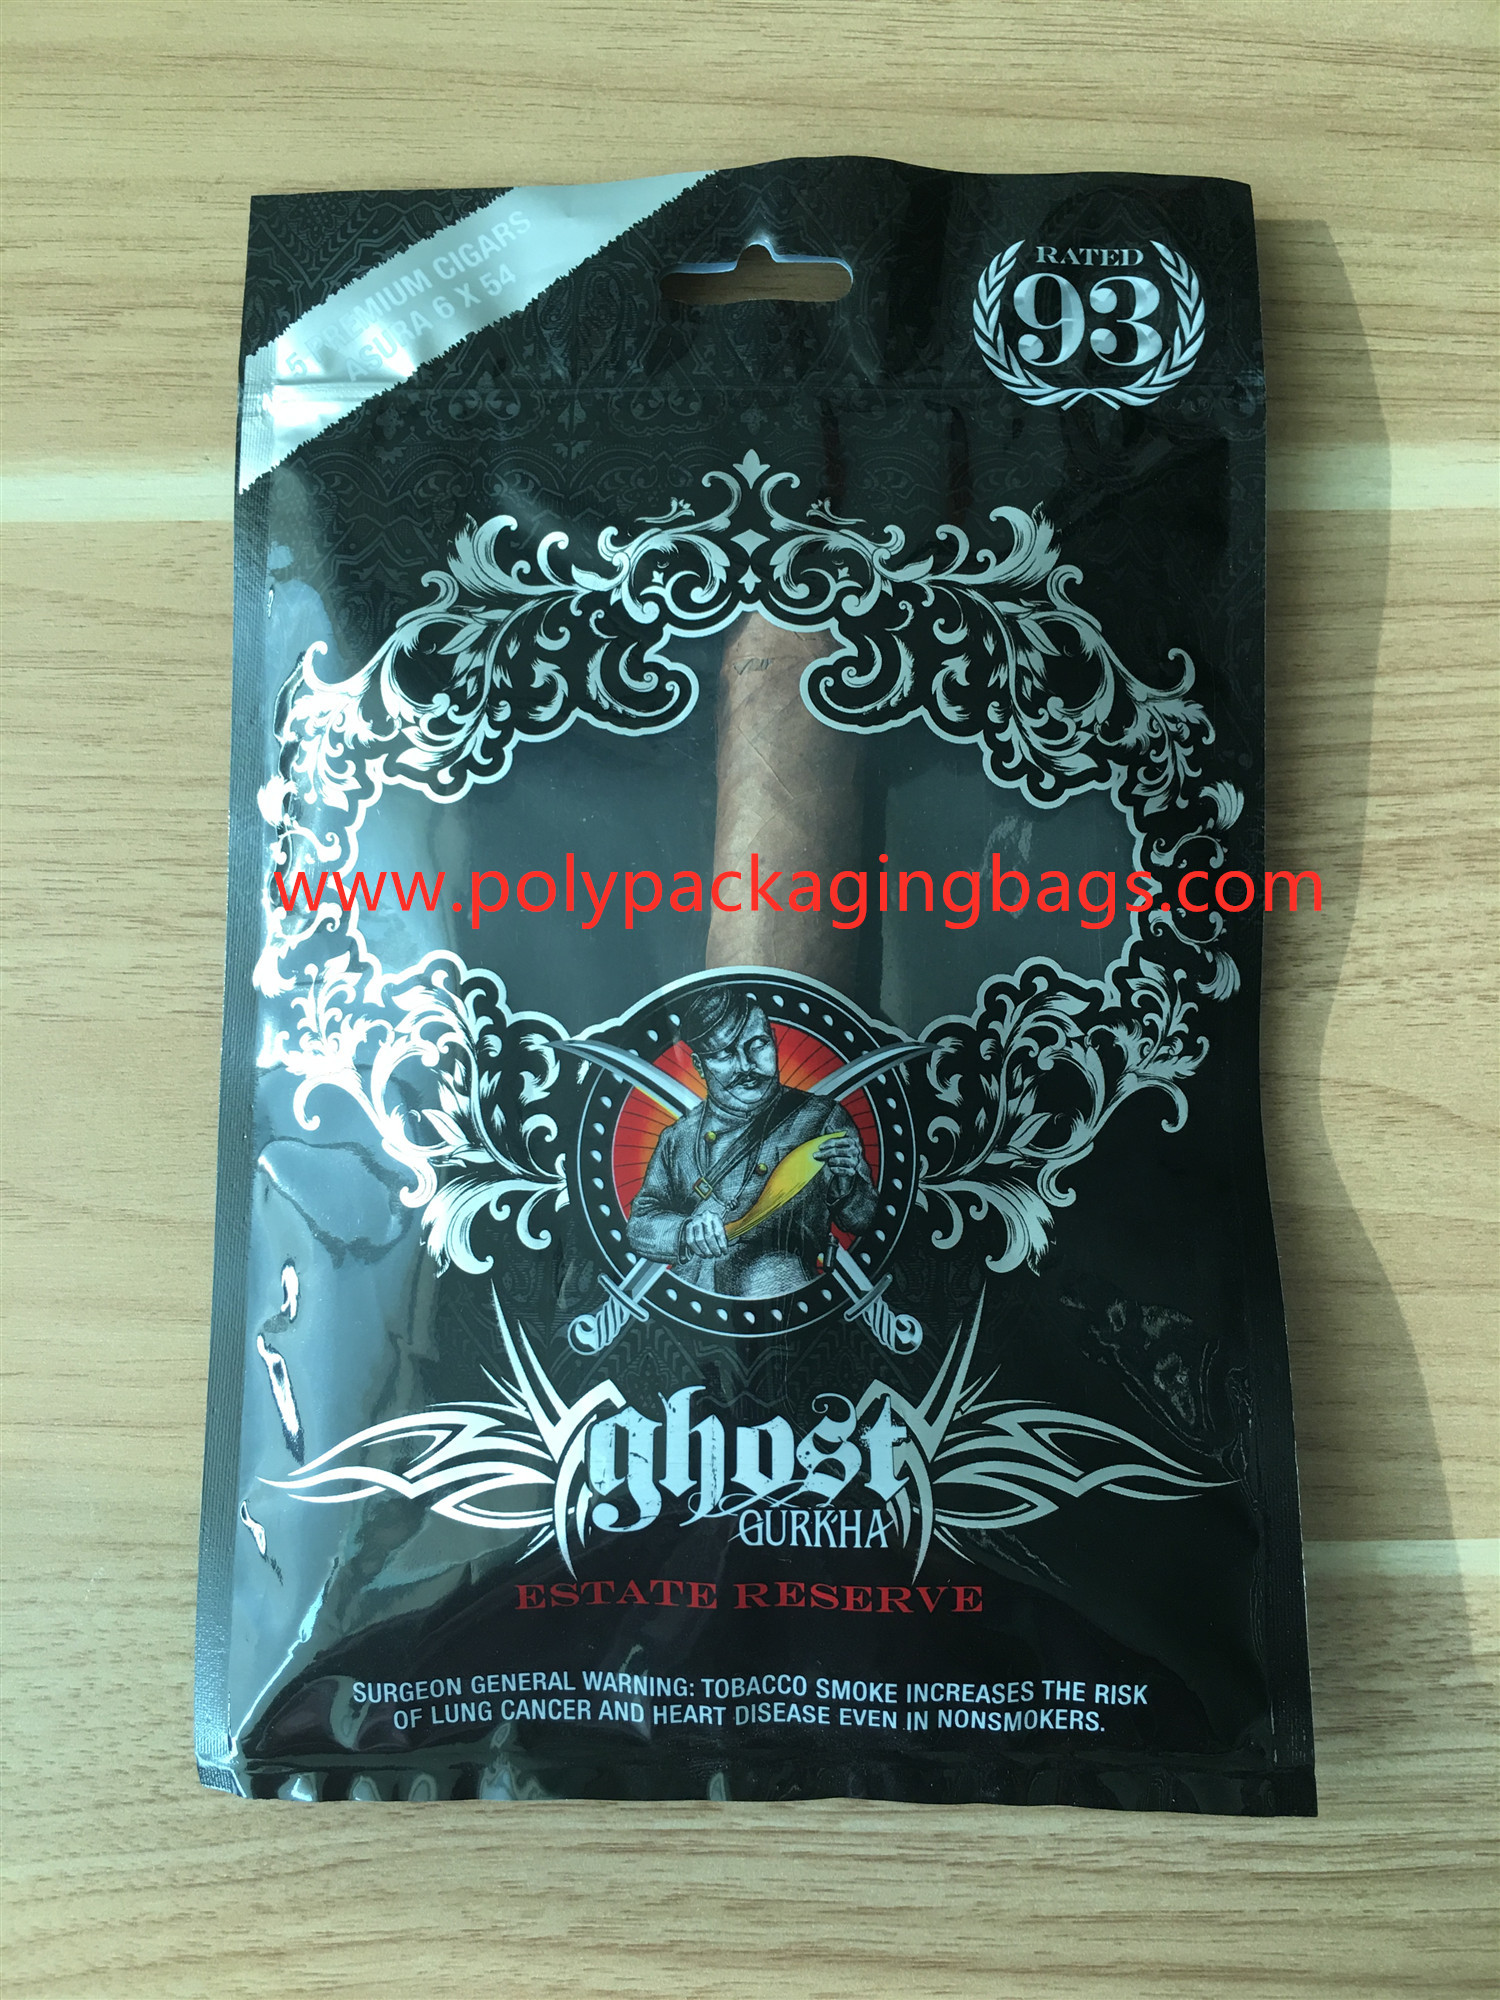 5 PREMIUM CIGARS
ASURA 6 X 54
RATED
93
www.polypackagingbags.com
ghost
GURKHA
ESTATE RESERVE
SURGEON GENERAL WARNING: TOBACCO SMOKE INCREASES THE RISK
OF LUNG CANCER AND HEART DISEASE EVEN IN NONSMOKERS.